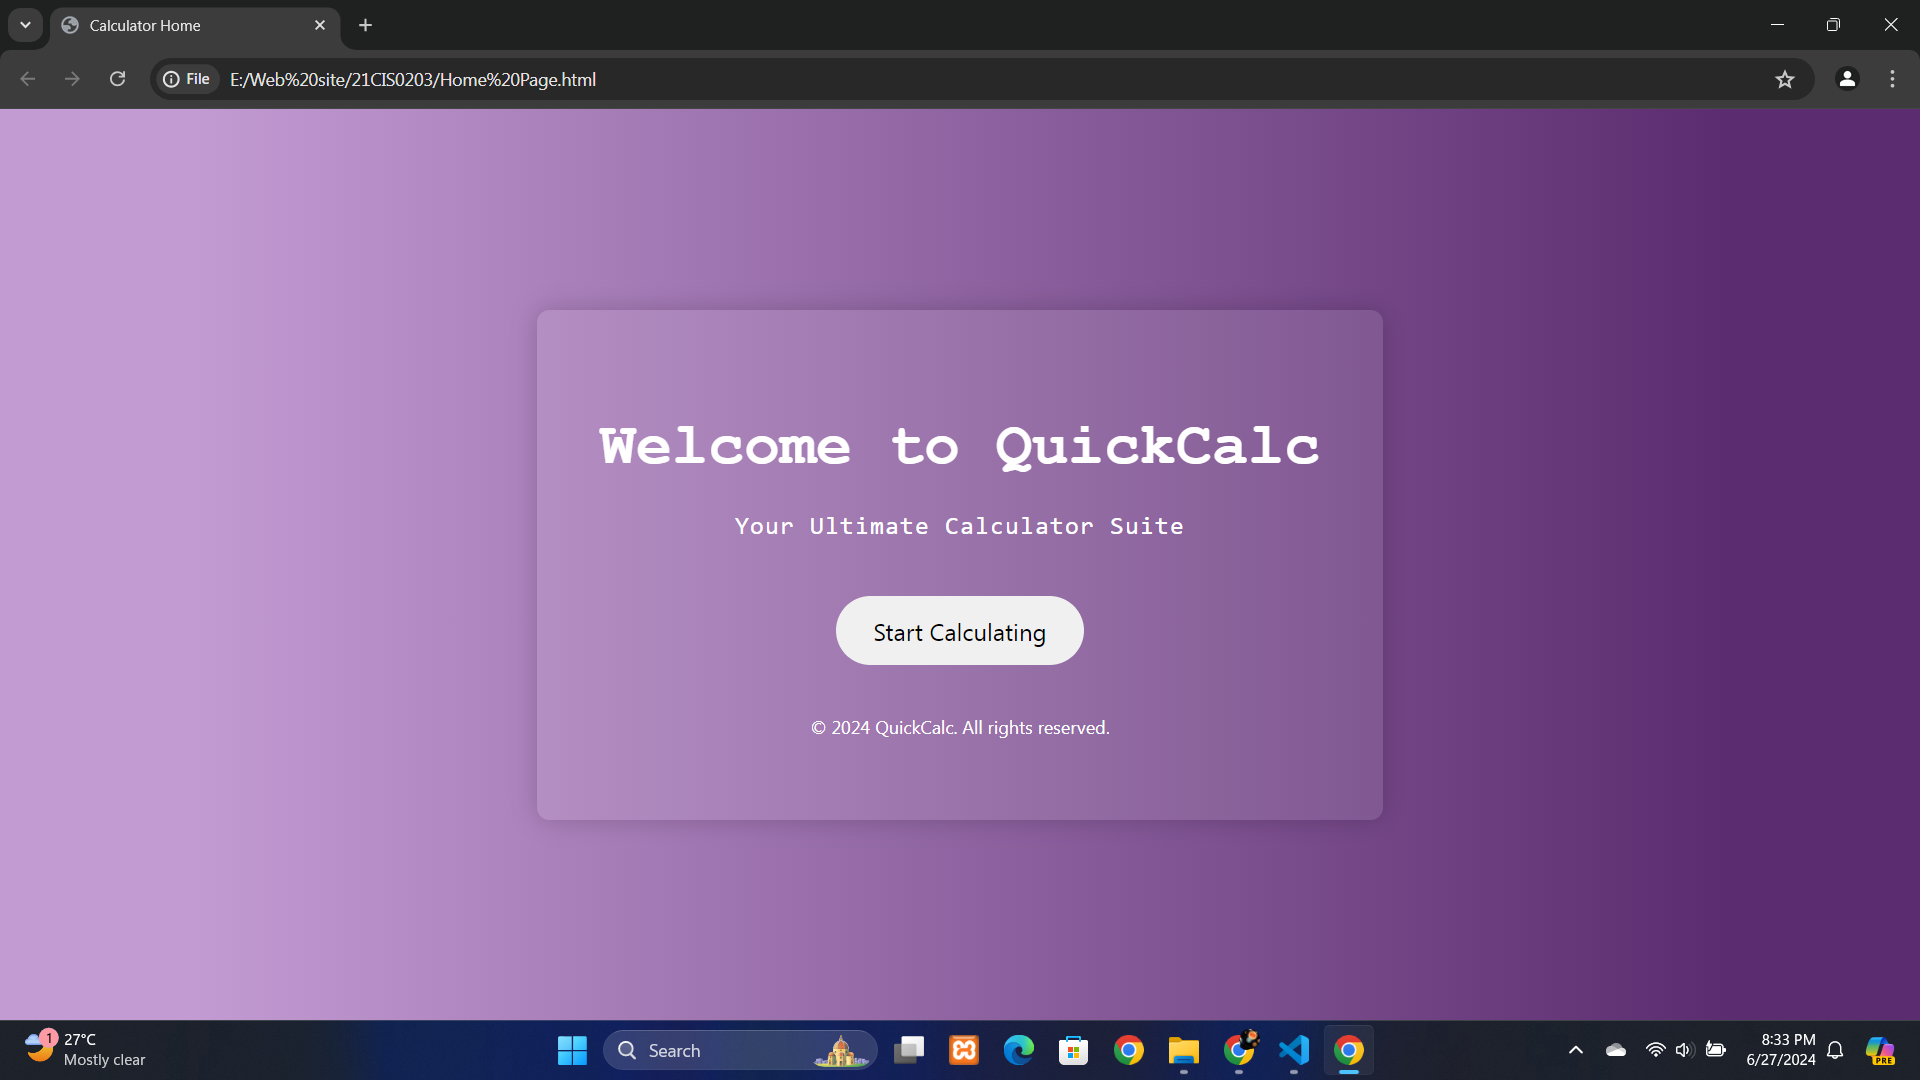 Calculator Home
File
E:/Web%20site/21CIS0203/Home%20Page.html
Welcome to QuickCalc
Your Ultimate Calculator Suite
Start Calculating
© 2024 QuickCalc. All rights reserved.
1
27°C
Mostly clear
Search
8:33 PM
6/27/2024
PRE